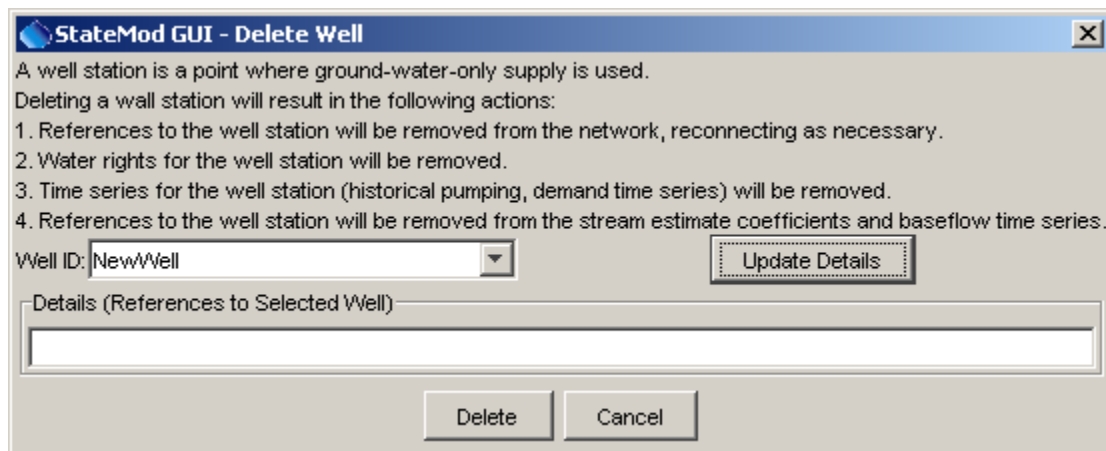 StateMod GUI - Delete Well
A well station is a point where ground-water-only supply is used.
Deleting a wall station will result in the following actions:
1. References to the well station will be removed from the network, reconnecting as necessary.
2. Water rights for the well station will be removed.
3. Time series for the well station (historical pumping, demand time series) will be removed.
4. References to the well station will be removed from the stream estimate coefficients and baseflow time series.
Well ID: NewWell Update Details
Details (References to Selected Well)
Delete Cancel